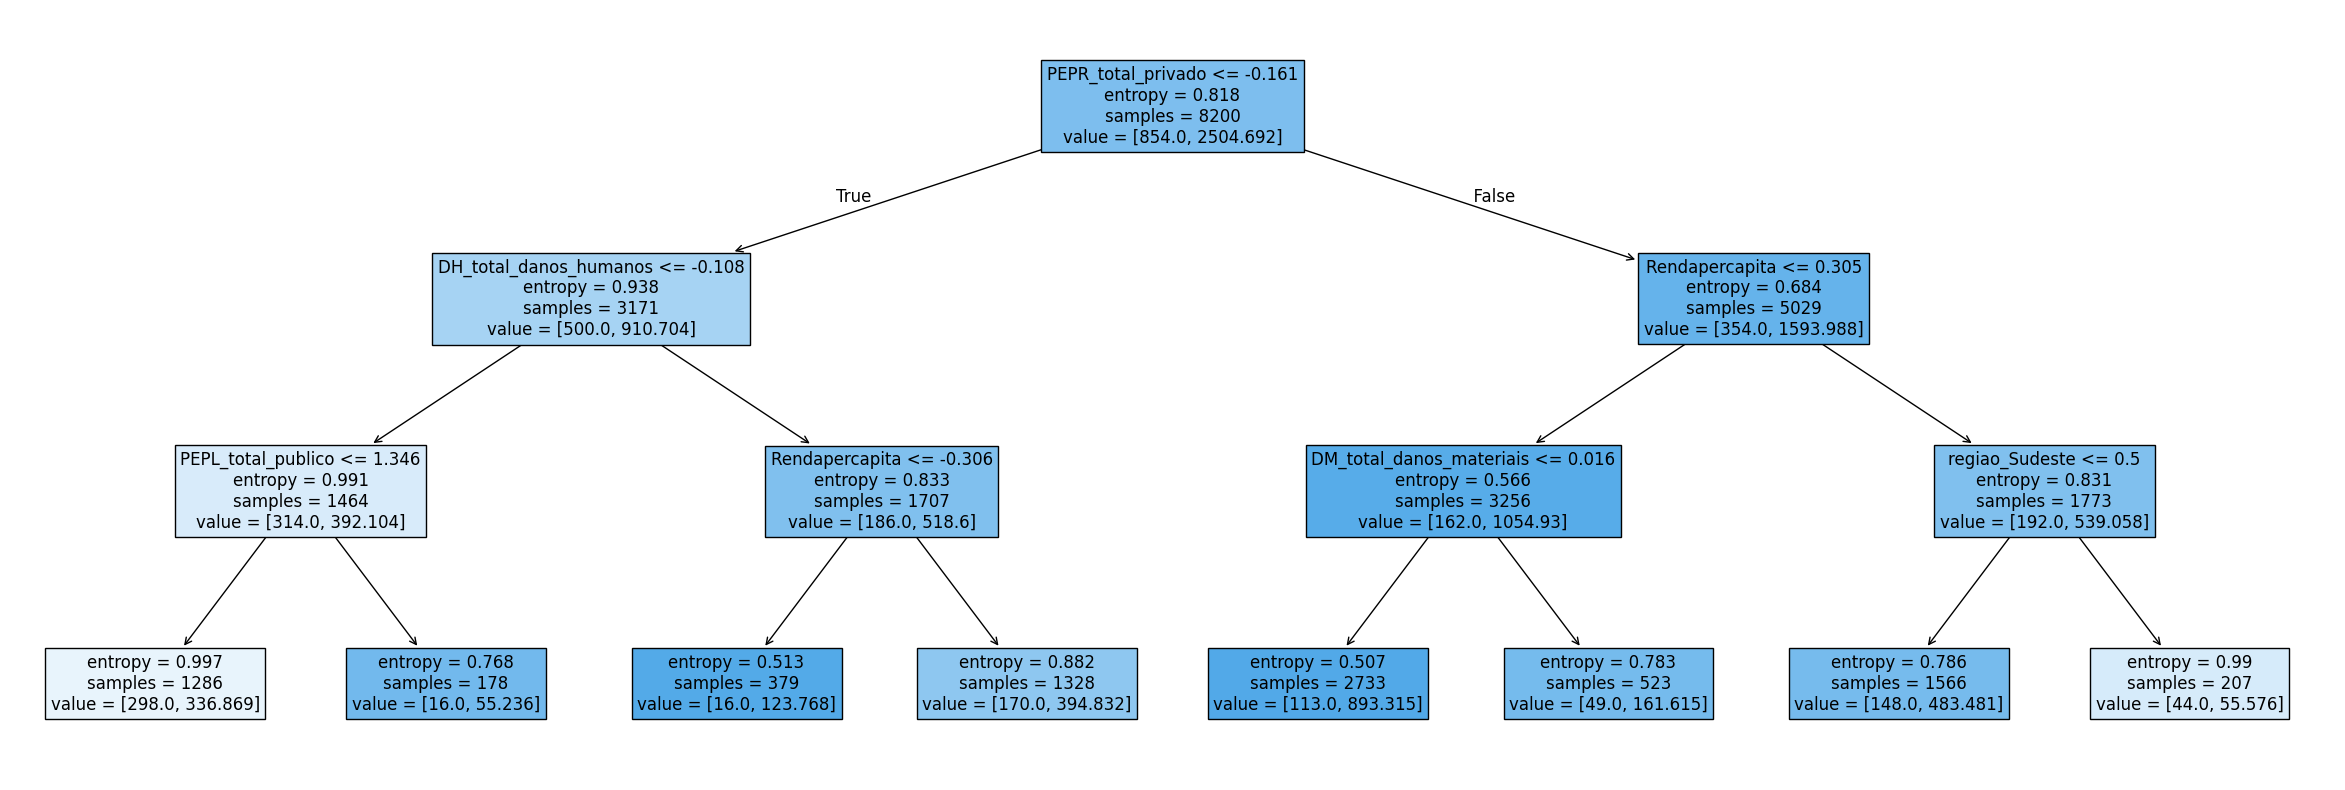 PEPR_total_privado <= -0.161
entropy = 0.818
samples = 8200
value = [854.0, 2504.692]
True
False
DH_total_danos_humanos <= -0.108
entropy = 0.938
samples = 3171
value = [500.0, 910.704]
Rendapercapita <= 0.305
entropy = 0.684
samples = 5029
value = [354.0, 1593.988]
PEPL_total_publico <= 1.346
entropy = 0.991
samples = 1464
value = [314.0, 392.104]
Rendapercapita <= -0.306
entropy = 0.833
samples = 1707
value = [186.0, 518.6]
DM_total_danos_materiais <= 0.016
entropy = 0.566
samples = 3256
value = [162.0, 1054.93]
regiao_Sudeste <= 0.5
entropy = 0.831
samples = 1773
value = [192.0, 539.058]
entropy = 0.997
samples = 1286
value = [298.0, 336.869]
entropy = 0.768
samples = 178
value = [16.0, 55.236]
entropy = 0.513
samples = 379
value = [16.0, 123.768]
entropy = 0.882
samples = 1328
value = [170.0, 394.832]
entropy = 0.507
samples = 2733
value = [113.0, 893.315]
entropy = 0.783
samples = 523
value = [49.0, 161.615]
entropy = 0.786
samples = 1566
value = [148.0, 483.481]
entropy = 0.99
samples = 207
value = [44.0, 55.576]